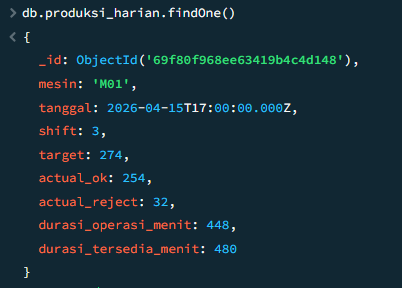 > db.produksi_harian.findOne()
< {
_id: ObjectId('69f80f968ee63419b4c4d148'),
mesin: 'M01',
tanggal: 2026-04-15T17:00:00.000Z,
shift: 3,
target: 274,
actual_ok: 254,
actual_reject: 32,
durasi_operasi_menit: 448,
durasi_tersedia_menit: 480
}